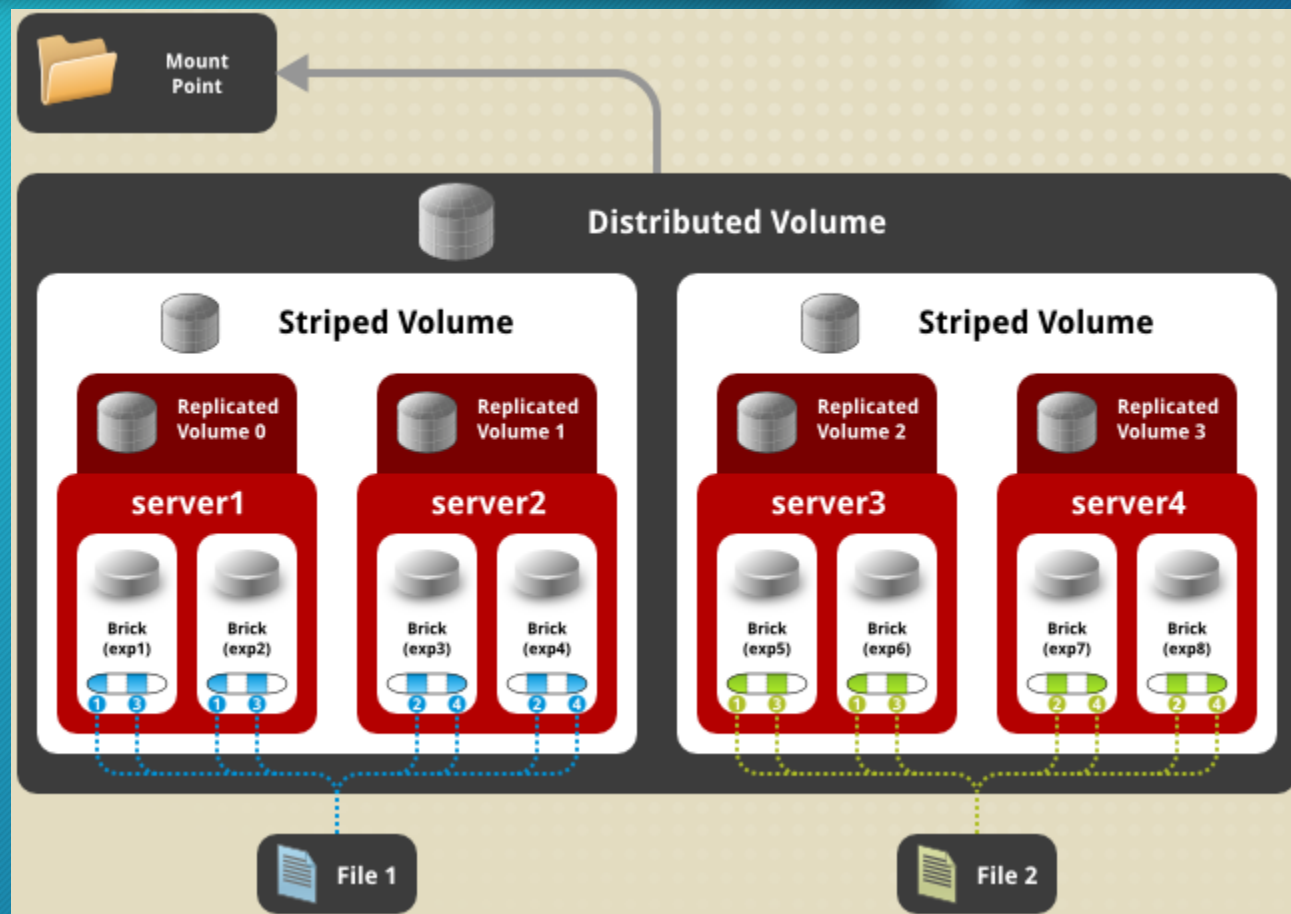 Mount
Point
Distributed Volume
Striped Volume
Striped Volume
Replicated
Volume 0
Replicated
Volume 1
Replicated
Volume 2
Replicated
Volume 3
server1
server2
server3
server4
Brick
(exp1)
Brick
(exp2)
Brick
(exp3)
Brick
(exp4)
Brick
(exp5)
Brick
(exp6)
Brick
(exp7)
Brick
(exp8)
1 3
1 3
2 4
2 4
1 3
1 3
2 4
2 4
File 1
File 2